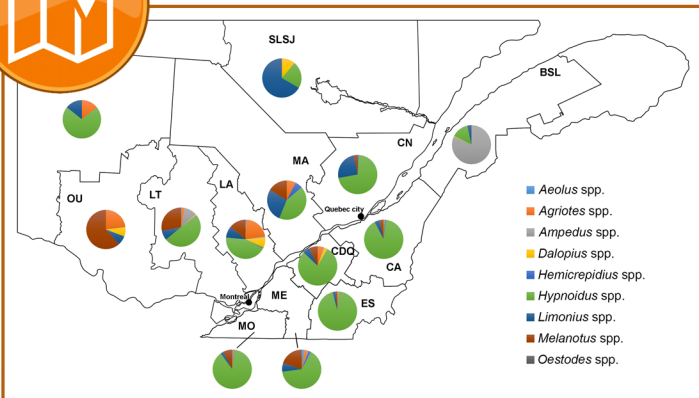 SLSJ
BSL
CN
MA
LA
LT
OU
Quebec city
CDQ
CA
ME
Montreal
ES
MO
Aeolus spp.
Agriotes spp.
Ampedus spp.
Dalopius spp.
Hemicrepidius spp.
Hypnoidus spp.
Limonius spp.
Melanotus spp.
Oestodes spp.